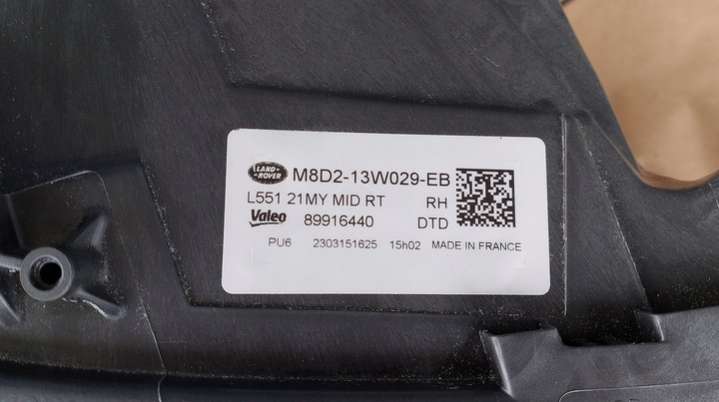 LAND-ROVER M8D2-13W029-EB
L551 21MY MID RT RH
Valeo 89916440 DTD
PU6 2303151625 15h02 MADE IN FRANCE